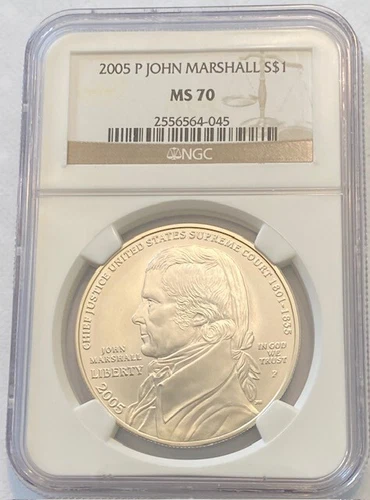 2005 P JOHN MARSHALL S$1
MS 70
2556564-045
NGC
CHIEF JUSTICE UNITED STATES SUPREME COURT 1801-1835
JOHN
MARSHALL
LIBERTY
2005
IN GOD
WE
TRUST
P